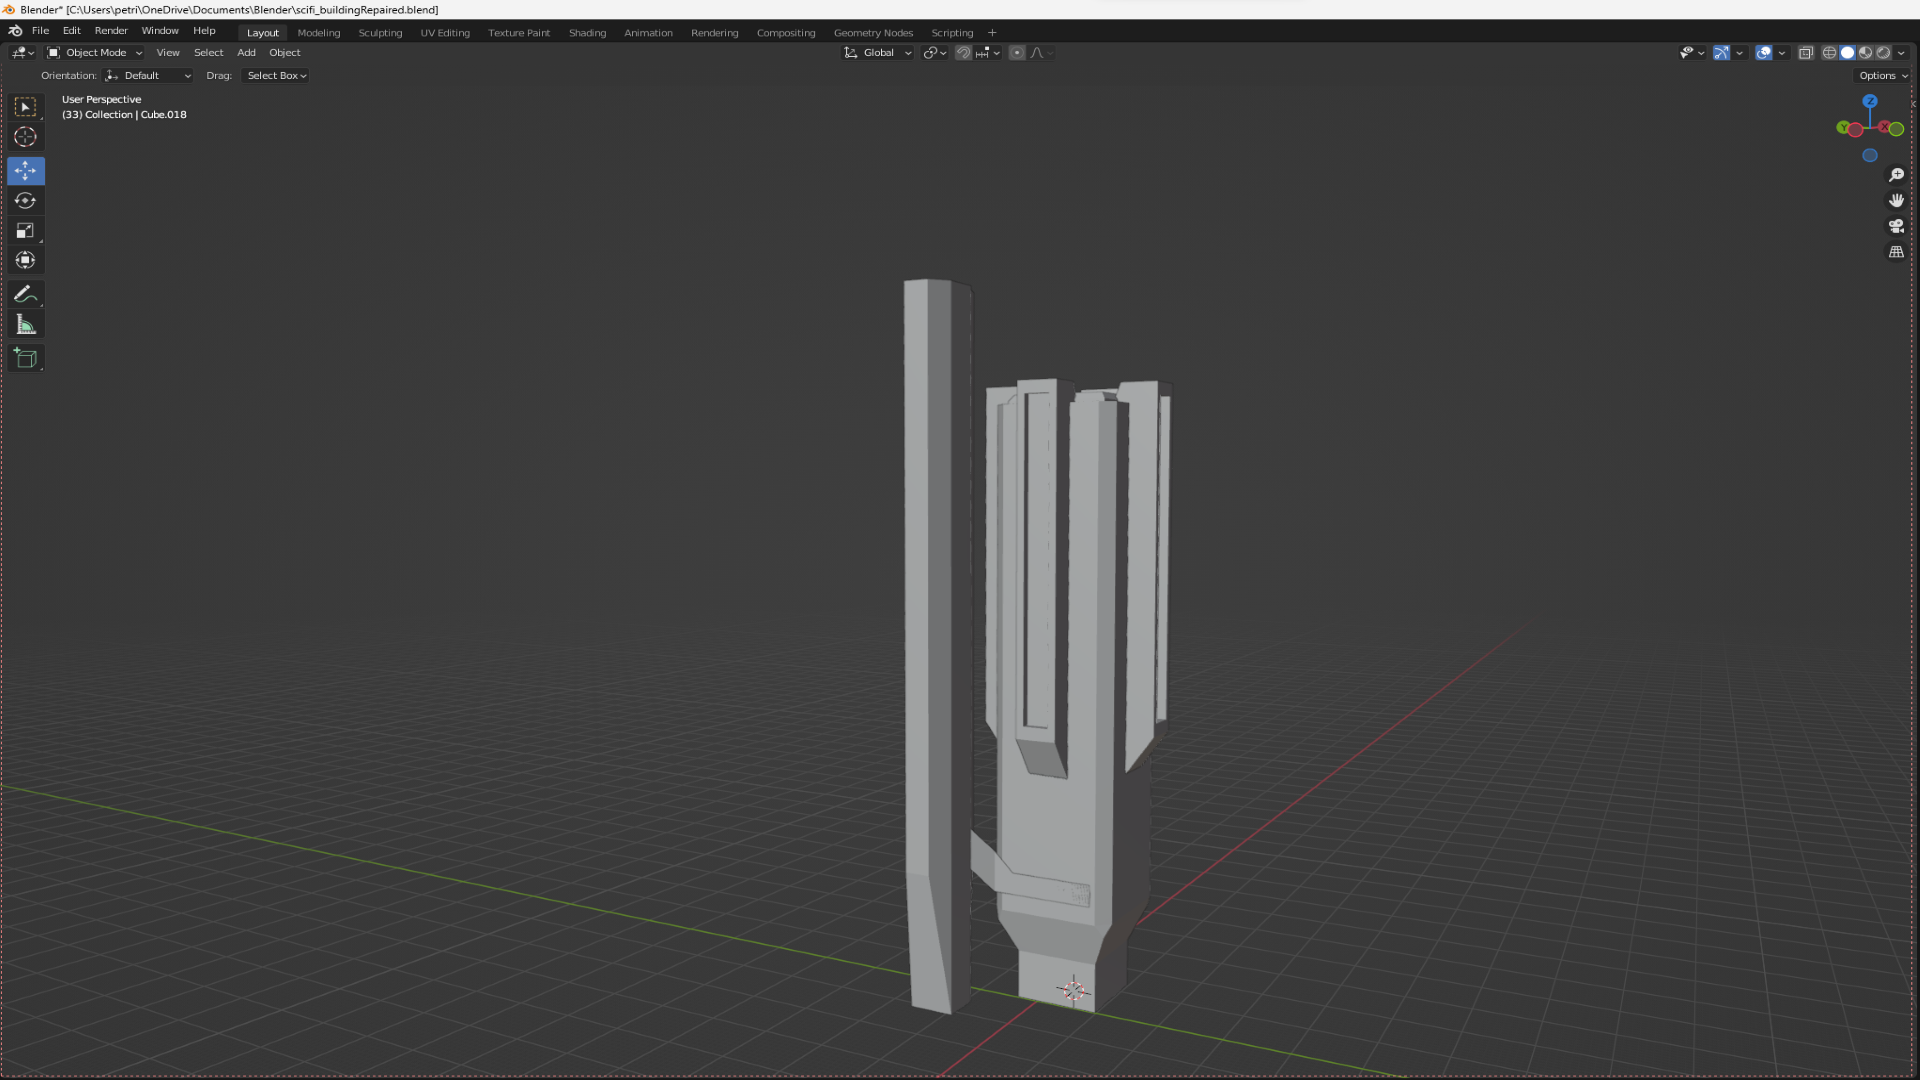 Blender* [C:\Users\petri\OneDrive\Documents\Blender\scifi_buildingRepaired.blend]
File Edit Render Window Help Layout Modeling Sculpting UV Editing Texture Paint Shading Animation Rendering Compositing Geometry Nodes Scripting +
Object Mode View Select Add Object Global
Orientation: Default Drag: Select Box Options
User Perspective
(33) Collection | Cube.018
Z
Y X